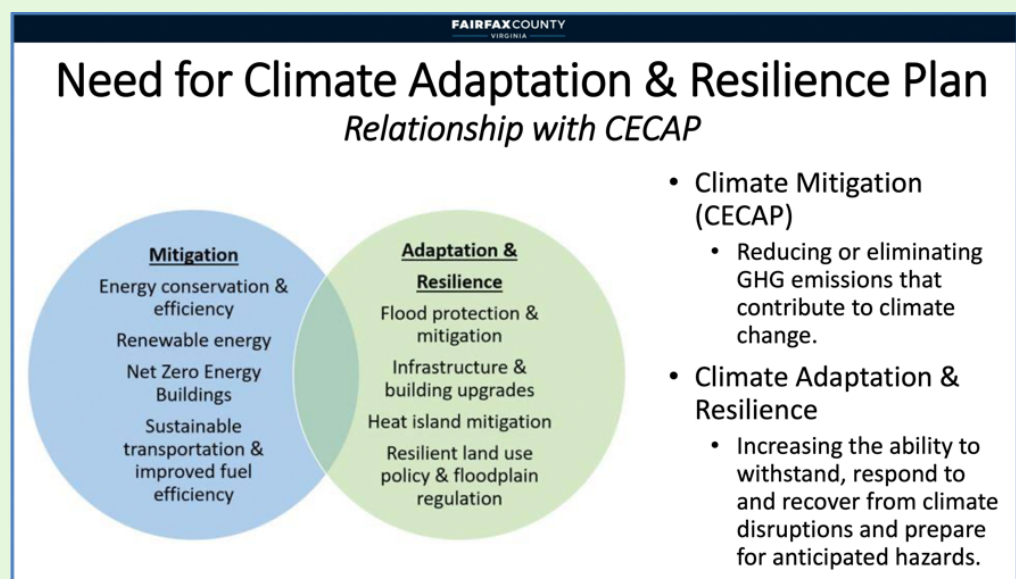 FAIRFAX COUNTY
VIRGINIA
Need for Climate Adaptation & Resilience Plan
Relationship with CECAP
Mitigation
Energy conservation &
efficiency
Renewable energy
Net Zero Energy
Buildings
Sustainable
transportation &
improved fuel
efficiency
Adaptation &
Resilience
Flood protection &
mitigation
Infrastructure &
building upgrades
Heat island mitigation
Resilient land use
policy & floodplain
regulation
• Climate Mitigation
(CECAP)
• Reducing or eliminating
GHG emissions that
contribute to climate
change.
• Climate Adaptation &
Resilience
• Increasing the ability to
withstand, respond to
and recover from climate
disruptions and prepare
for anticipated hazards.